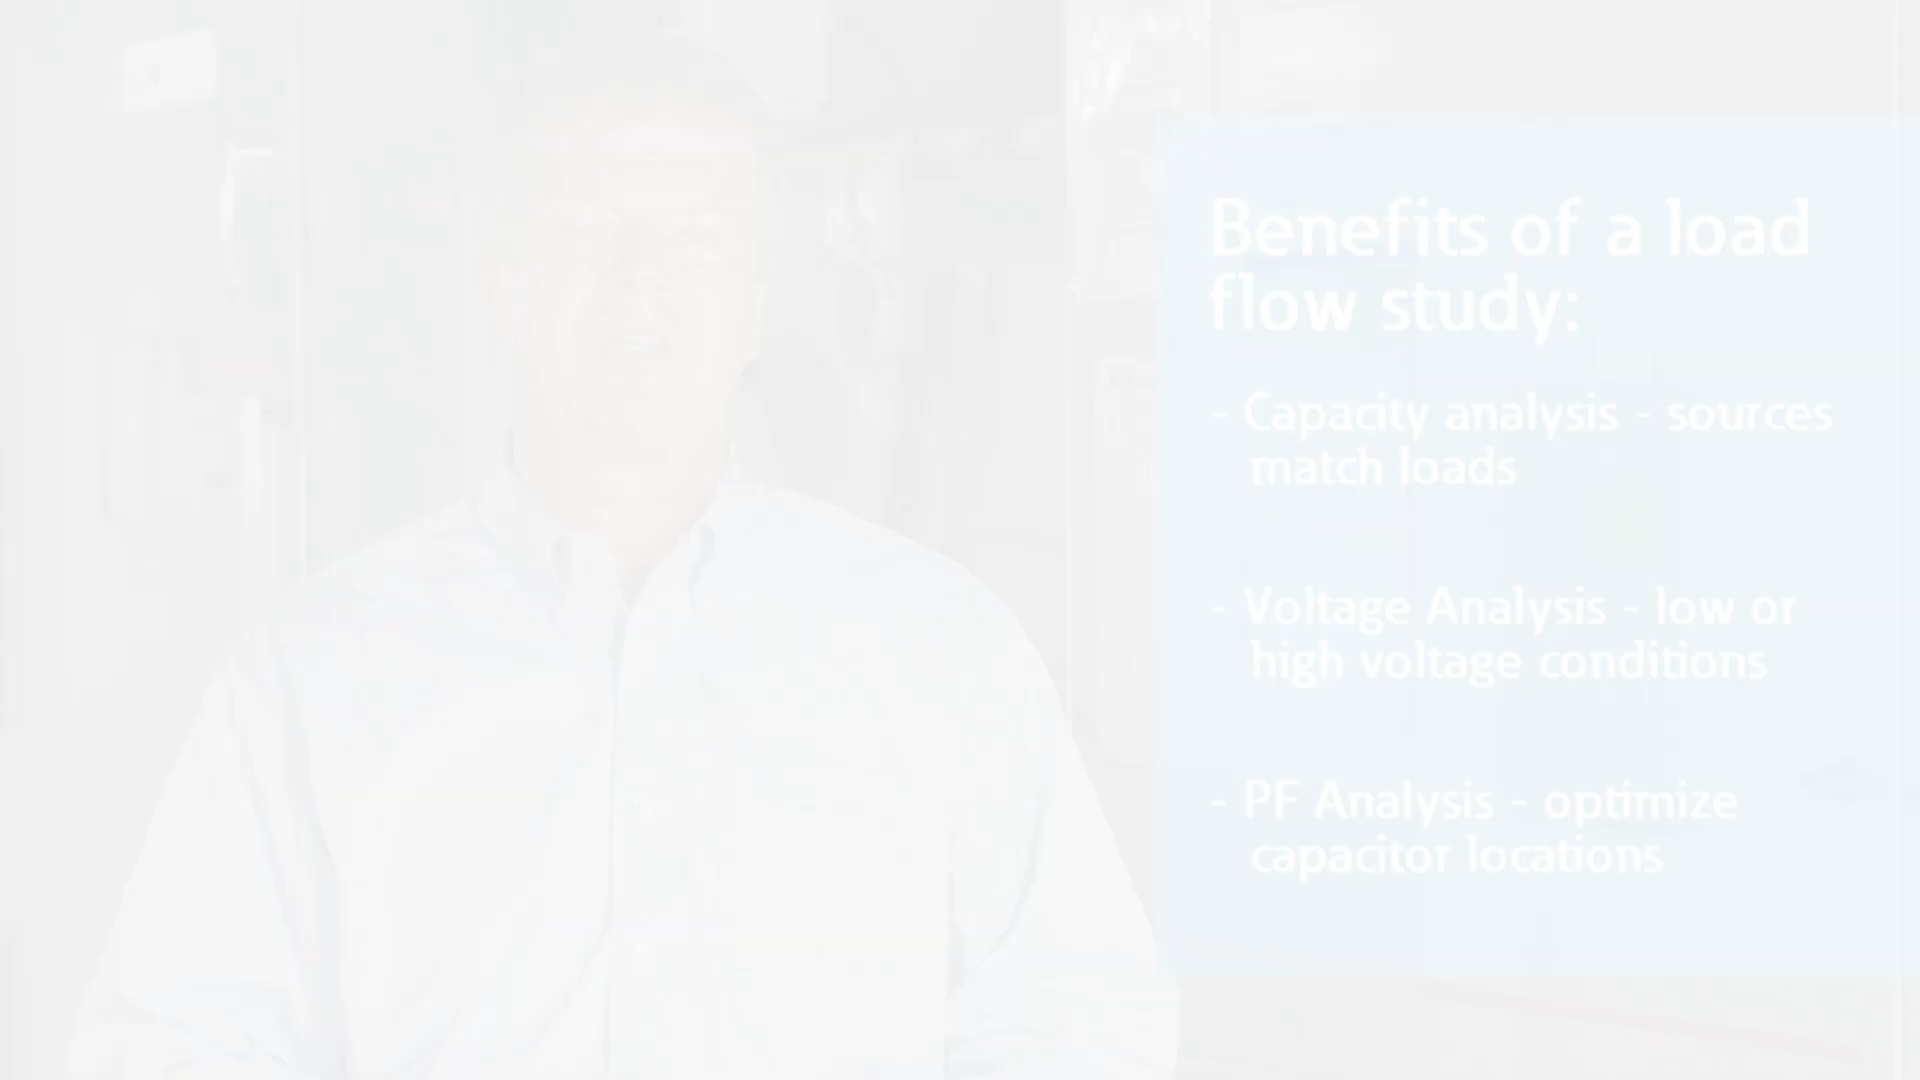 Benefits of a load
flow study:
- Capacity analysis - sources
match loads
- Voltage Analysis - low or
high voltage conditions
- PF Analysis - optimize
capacitor locations